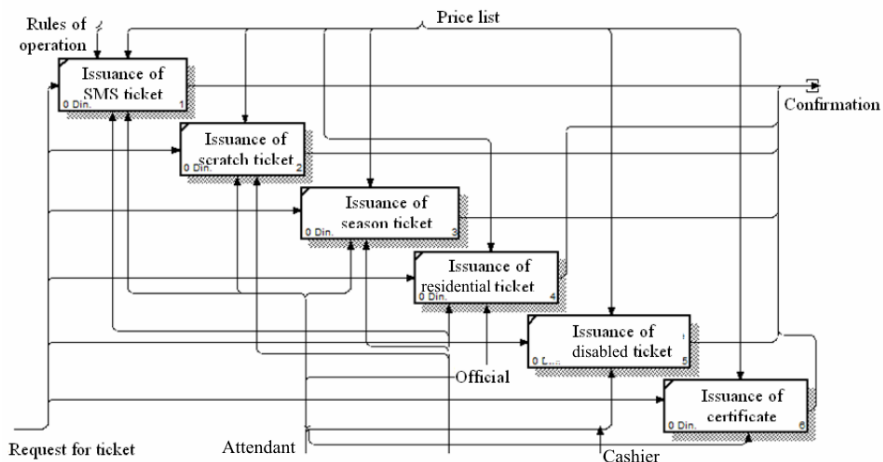 Rules of
operation
Price list
Issuance of
SMS ticket
0 Din.
1
Confirmation
Issuance of
scratch ticket
0 Din.
2
Issuance of
season ticket
0 Din.
3
Issuance of
residential ticket
0 Din.
4
Issuance of
disabled ticket
5
Official
Issuance of
certificate
0 Din.
6
Request for ticket
Attendant
Cashier